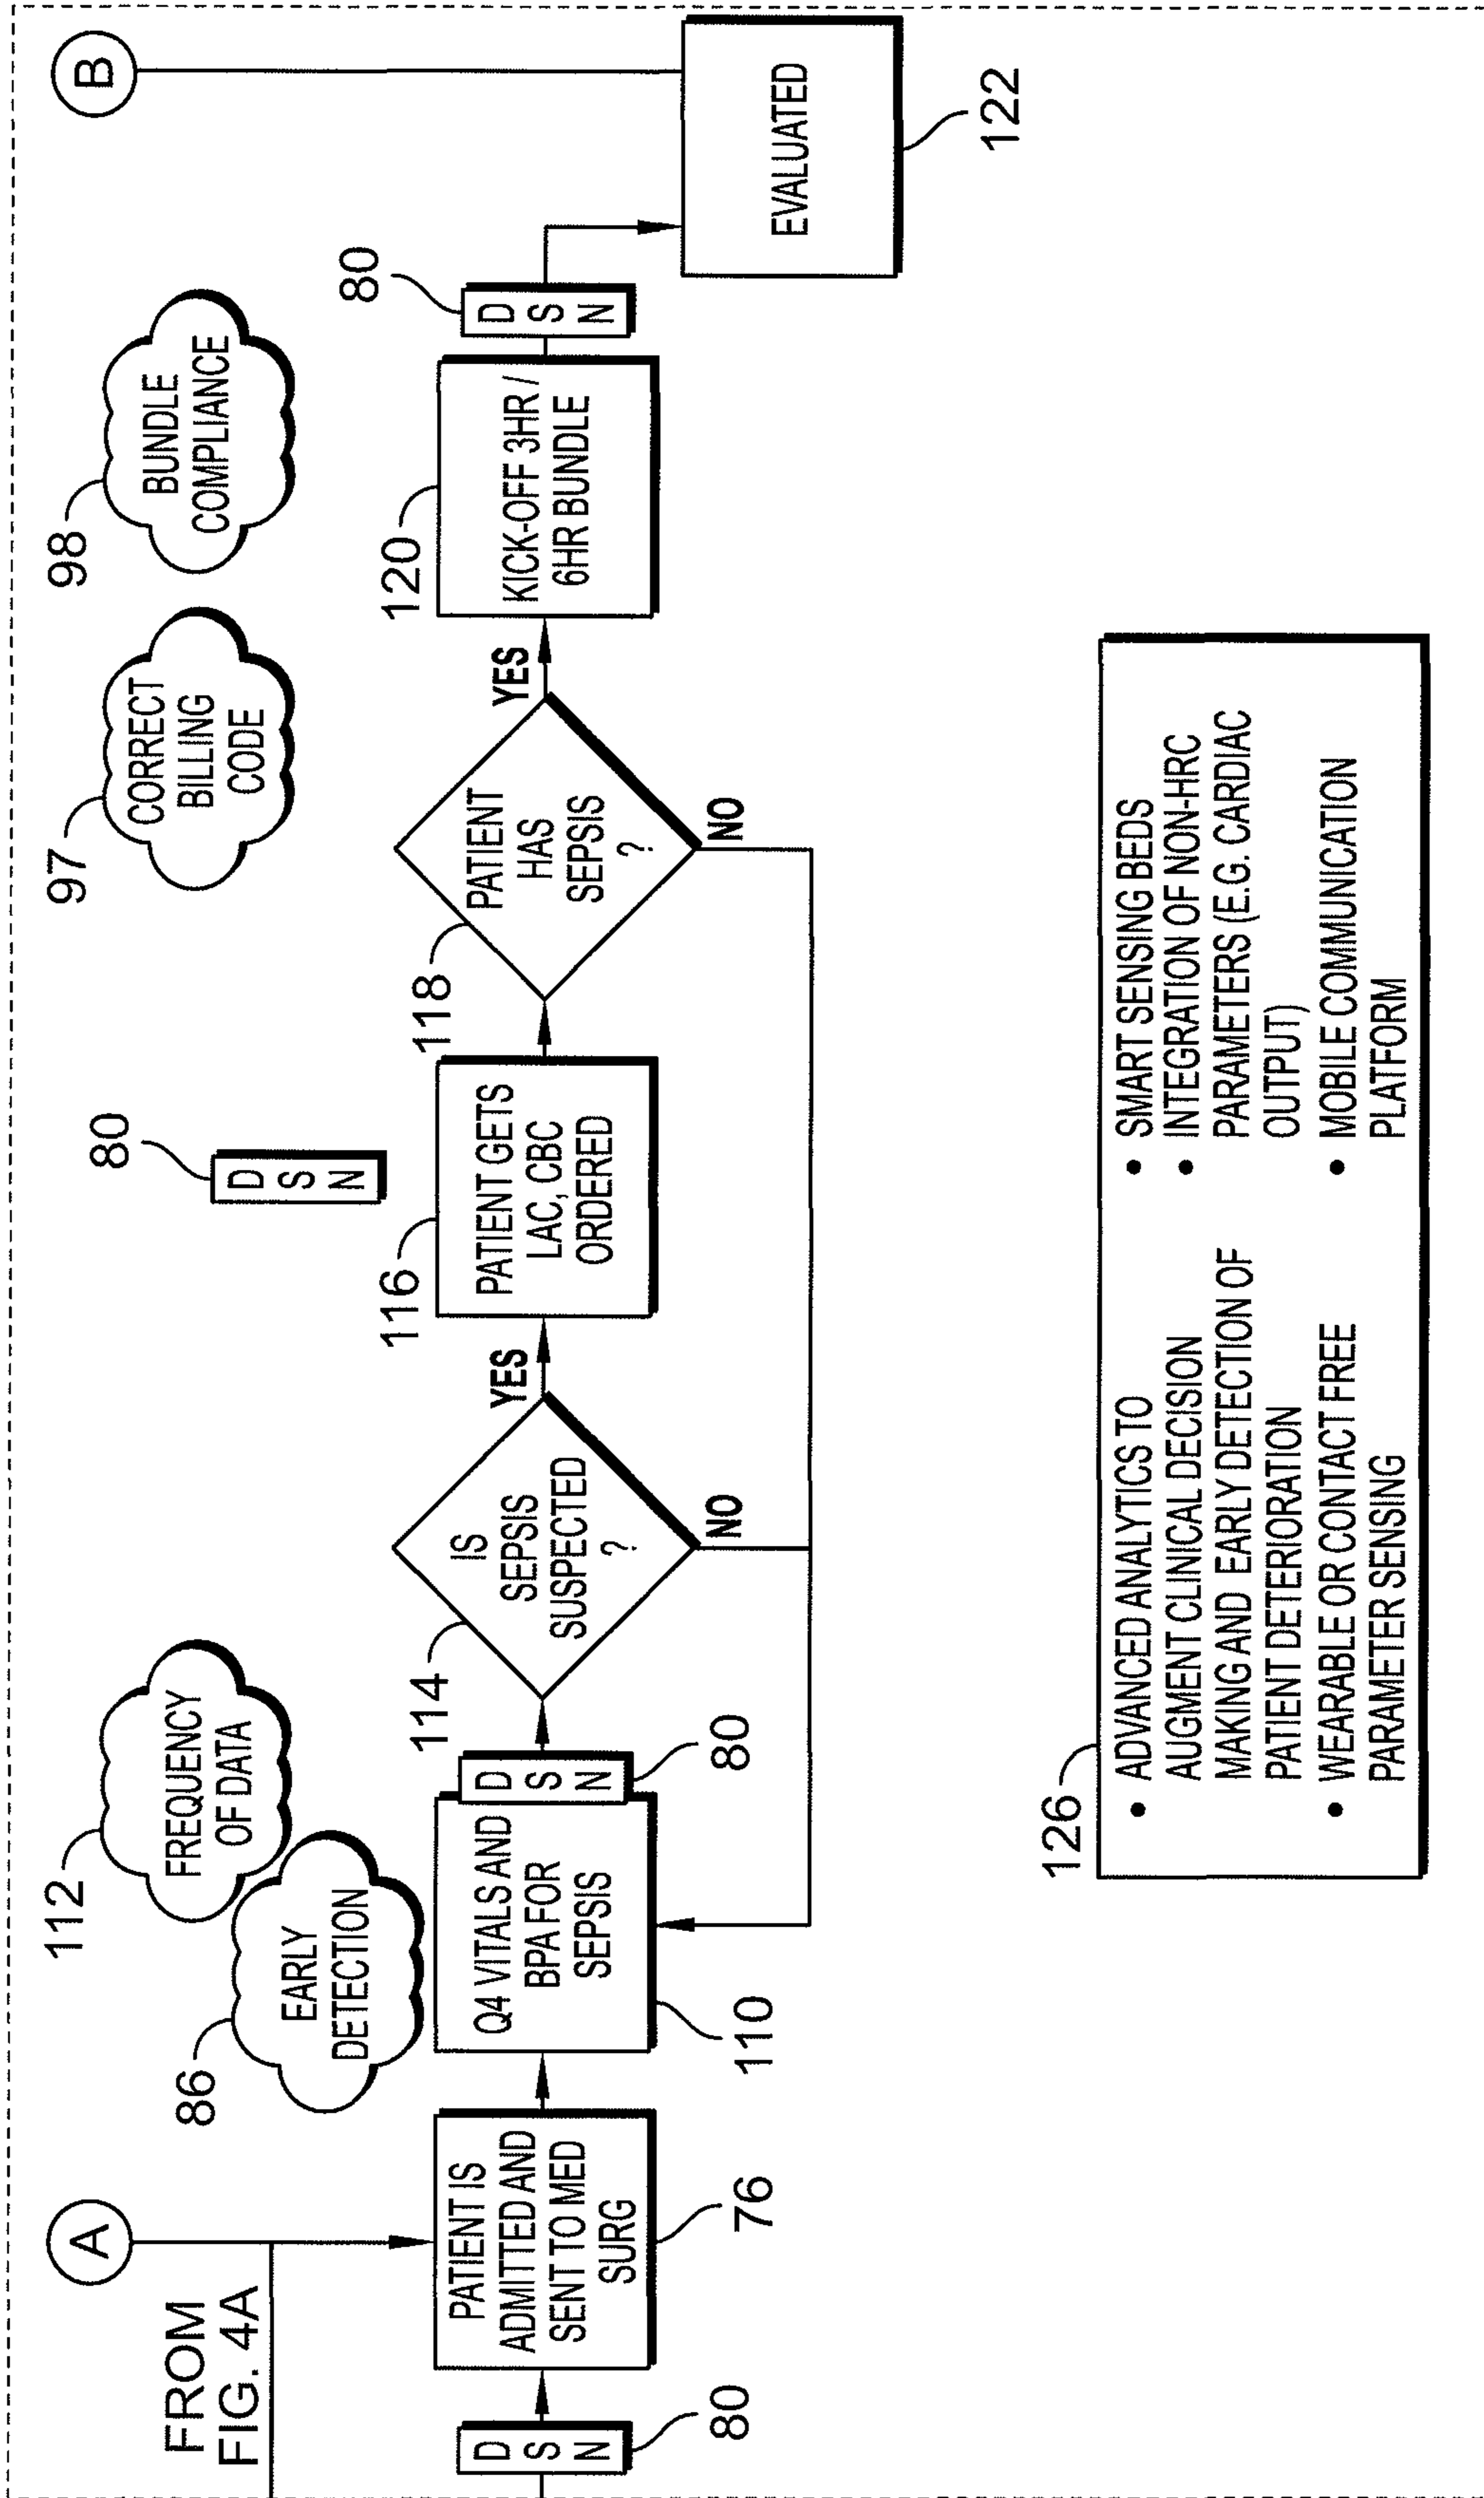 FROM
FIG. 4A
A
B
112
FREQUENCY
OF DATA
86
EARLY
DETECTION
97
CORRECT
BILLING
CODE
98
BUNDLE
COMPLIANCE
80
D
S
N
80
D
S
N
76
PATIENT IS
ADMITTED AND
SENT TO MED
SURG
110
Q4 VITALS AND
BPA FOR
SEPSIS
80
D
S
N
114
IS
SEPSIS
SUSPECTED
?
YES
NO
116
PATIENT GETS
LAC, CBC
ORDERED
118
PATIENT
HAS
SEPSIS
?
YES
NO
120
KICK-OFF 3HR /
6HR BUNDLE
80
D
S
N
EVALUATED
122
126
• ADVANCED ANALYTICS TO
AUGMENT CLINICAL DECISION
MAKING AND EARLY DETECTION OF
PATIENT DETERIORATION
• WEARABLE OR CONTACT FREE
PARAMETER SENSING
• SMART SENSING BEDS
• INTEGRATION OF NON-HRC
PARAMETERS (E.G. CARDIAC
OUTPUT)
• MOBILE COMMUNICATION
PLATFORM